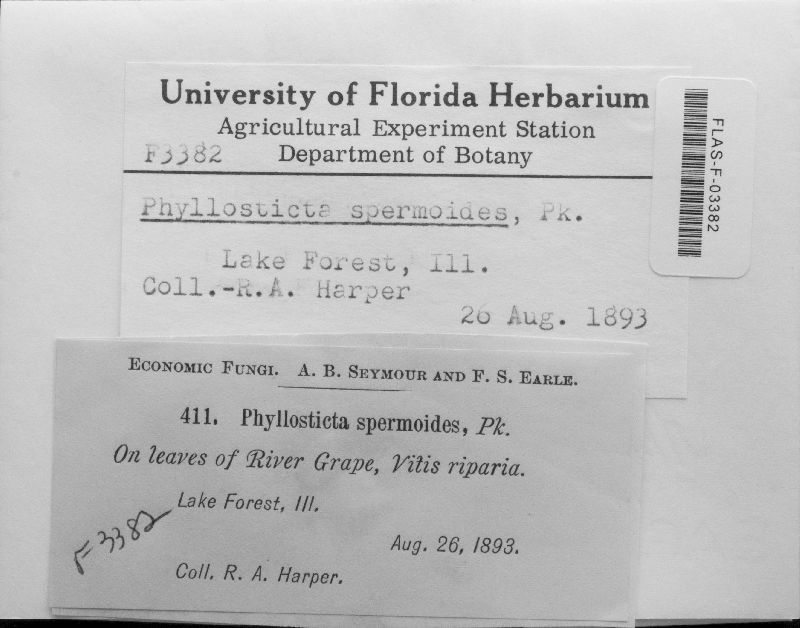 University of Florida Herbarium
Agricultural Experiment Station
F3382 Department of Botany
Phyllosticta spermoides, Pk.
Lake Forest, Ill.
Coll.-R.A. Harper
26 Aug. 1893
FLAS-F-03382
ECONOMIC FUNGI. A. B. SEYMOUR AND F. S. EARLE.
411. Phyllosticta spermoides, Pk.
On leaves of River Grape, Vitis riparia.
Lake Forest, Ill.
F3382
Aug. 26, 1893.
Coll. R. A. Harper.